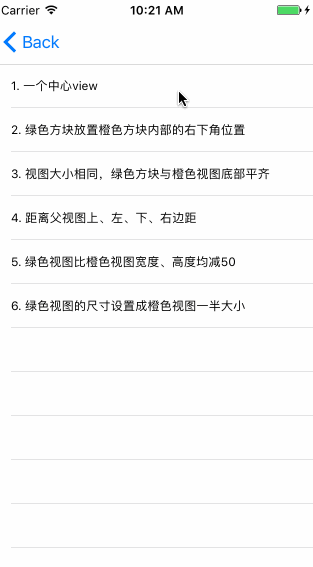 Carrier 10:21 AM
Back
1. 一个中心view
2. 绿色方块放置橙色方块内部的右下角位置
3. 视图大小相同，绿色方块与橙色视图底部平齐
4. 距离父视图上、左、下、右边距
5. 绿色视图比橙色视图宽度、高度均减50
6. 绿色视图的尺寸设置成橙色视图一半大小